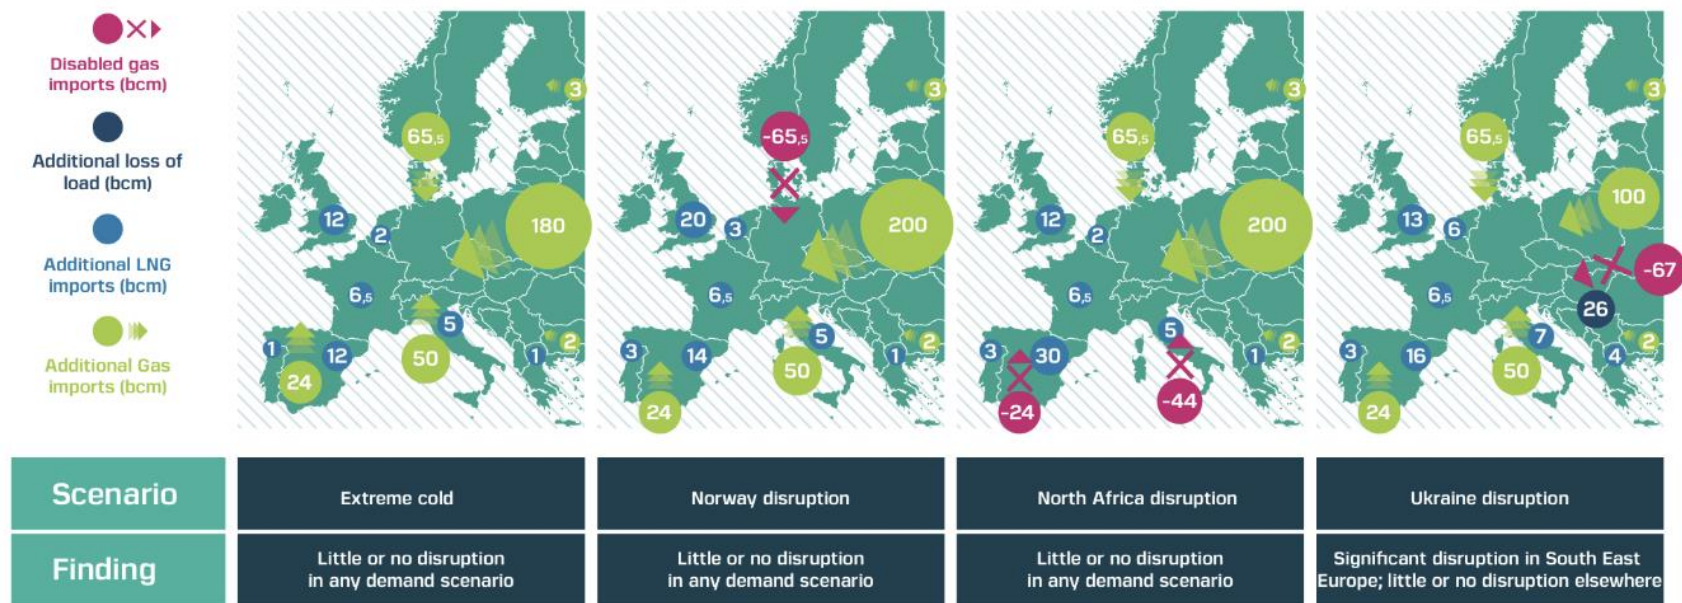 Disabled gas
imports (bcm)
Additional loss of
load (bcm)
Additional LNG
imports (bcm)
Additional Gas
imports (bcm)
3
65,5
180
12
2
6,5
5
50
1
12
24
1
2
3
-65,5
200
20
3
6,5
5
50
3
14
24
1
2
3
65,5
200
12
2
6,5
5
3
30
-24
-44
1
2
3
65,5
100
13
6
-67
26
6,5
7
50
3
16
24
4
2
Scenario
Extreme cold
Norway disruption
North Africa disruption
Ukraine disruption
Finding
Little or no disruption
in any demand scenario
Little or no disruption
in any demand scenario
Little or no disruption
in any demand scenario
Significant disruption in South East
Europe; little or no disruption elsewhere